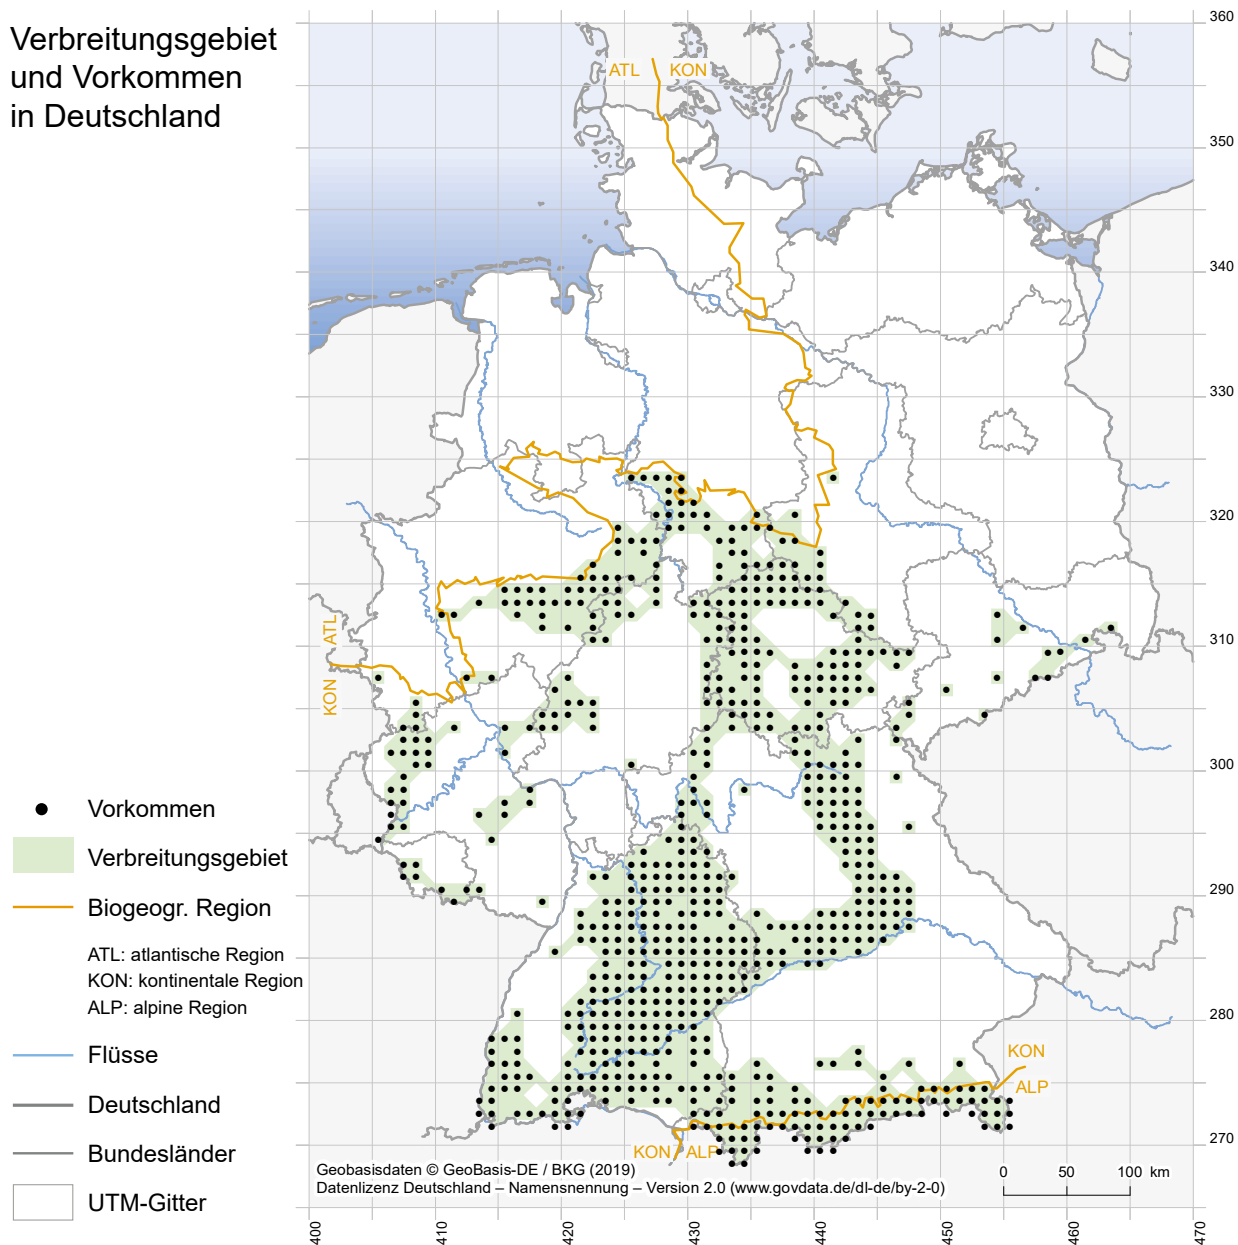 Verbreitungsgebiet
und Vorkommen
in Deutschland
ATL KON
360
350
340
330
320
310
300
290
280
270
ATL
KON
Vorkommen
Verbreitungsgebiet
Biogeogr. Region
ATL: atlantische Region
KON: kontinentale Region
ALP: alpine Region
Flüsse
Deutschland
Bundesländer
UTM-Gitter
KON
ALP
KON ALP
Geobasisdaten © GeoBasis-DE / BKG (2019)
Datenlizenz Deutschland – Namensnennung – Version 2.0 (www.govdata.de/dl-de/by-2-0)
0 50 100 km
400 410 420 430 440 450 460 470